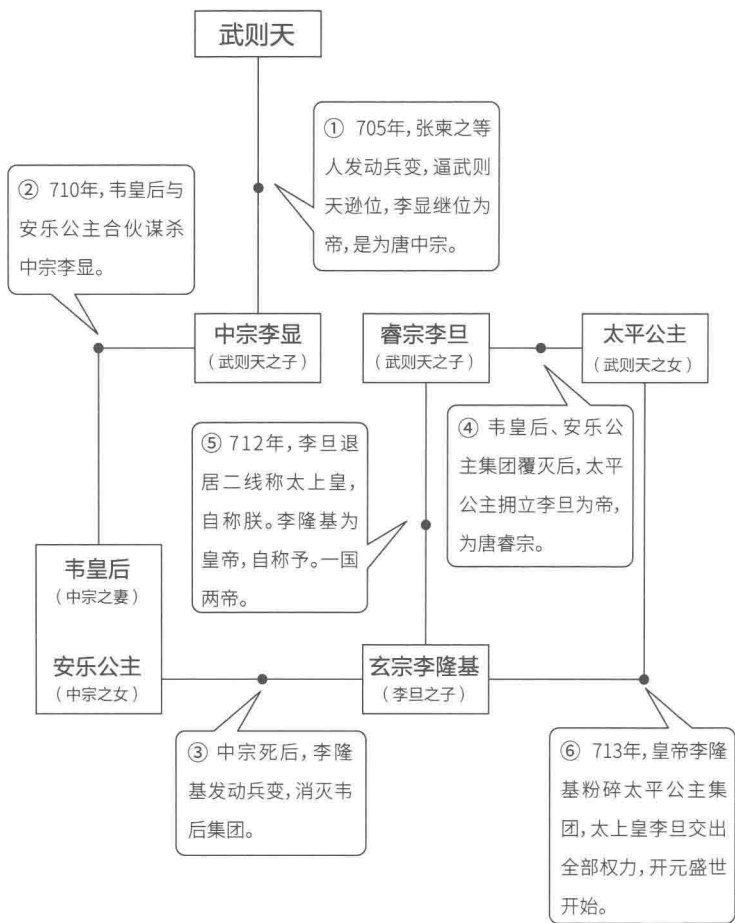 武则天
① 705年，张柬之等
人发动兵变，逼武则
天逊位，李显继位为
帝，是为唐中宗。
② 710年，韦皇后与
安乐公主合伙谋杀
中宗李显。
中宗李显
（武则天之子）
睿宗李旦
（武则天之子）
太平公主
（武则天之女）
④ 韦皇后、安乐公
主集团覆灭后，太平
公主拥立李旦为帝，
为唐睿宗。
⑤ 712年，李旦退
居二线称太上皇，
自称朕。李隆基为
皇帝，自称予。一国
两帝。
韦皇后
（中宗之妻）
安乐公主
（中宗之女）
玄宗李隆基
（李旦之子）
③ 中宗死后，李隆
基发动兵变，消灭韦
后集团。
⑥ 713年，皇帝李隆
基粉碎太平公主集
团，太上皇李旦交出
全部权力，开元盛世
开始。